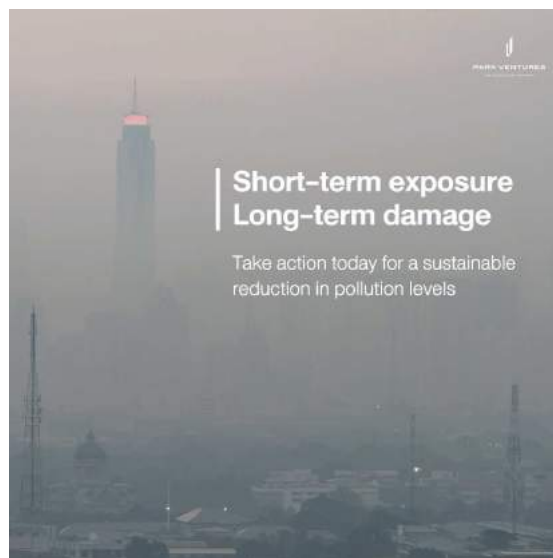 PARK VENTURES
Short-term exposure
Long-term damage
Take action today for a sustainable
reduction in pollution levels